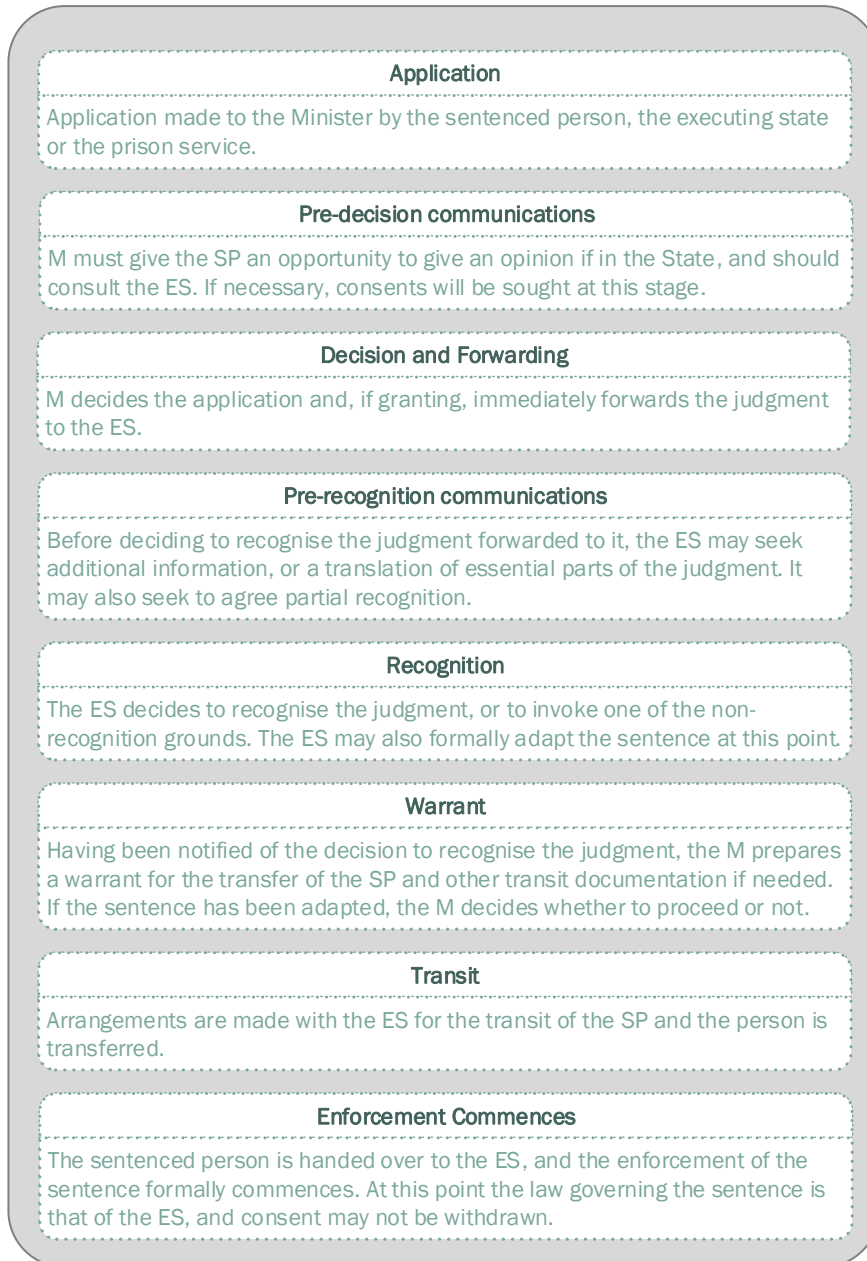 Application
Application made to the Minister by the sentenced person, the executing state
or the prison service.
Pre-decision communications
M must give the SP an opportunity to give an opinion if in the State, and should
consult the ES. If necessary, consents will be sought at this stage.
Decision and Forwarding
M decides the application and, if granting, immediately forwards the judgment
to the ES.
Pre-recognition communications
Before deciding to recognise the judgment forwarded to it, the ES may seek
additional information, or a translation of essential parts of the judgment. It
may also seek to agree partial recognition.
Recognition
The ES decides to recognise the judgment, or to invoke one of the non-
recognition grounds. The ES may also formally adapt the sentence at this point.
Warrant
Having been notified of the decision to recognise the judgment, the M prepares
a warrant for the transfer of the SP and other transit documentation if needed.
If the sentence has been adapted, the M decides whether to proceed or not.
Transit
Arrangements are made with the ES for the transit of the SP and the person is
transferred.
Enforcement Commences
The sentenced person is handed over to the ES, and the enforcement of the
sentence formally commences. At this point the law governing the sentence is
that of the ES, and consent may not be withdrawn.